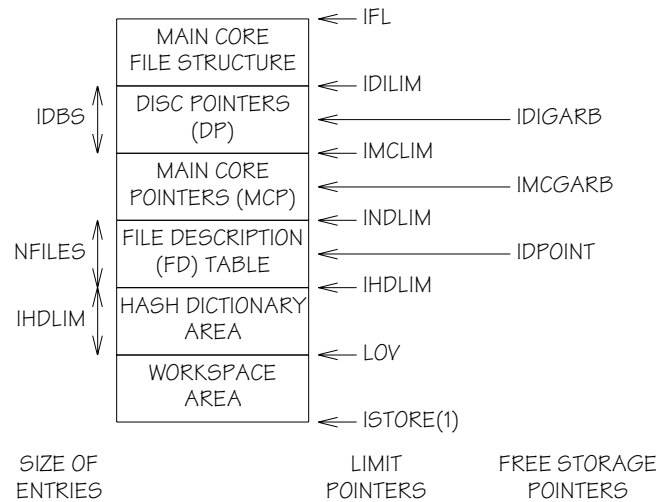 IFL
MAIN CORE
FILE STRUCTURE
IDILIM
IDBS
DISC POINTERS
(DP)
IDIGARB
IMCLIM
MAIN CORE
POINTERS (MCP)
IMCGARB
INDLIM
NFILES
FILE DESCRIPTION
(FD) TABLE
IDPOINT
IHDLIM
IHDLIM
HASH DICTIONARY
AREA
LOV
WORKSPACE
AREA
ISTORE(1)
SIZE OF
ENTRIES
LIMIT
POINTERS
FREE STORAGE
POINTERS